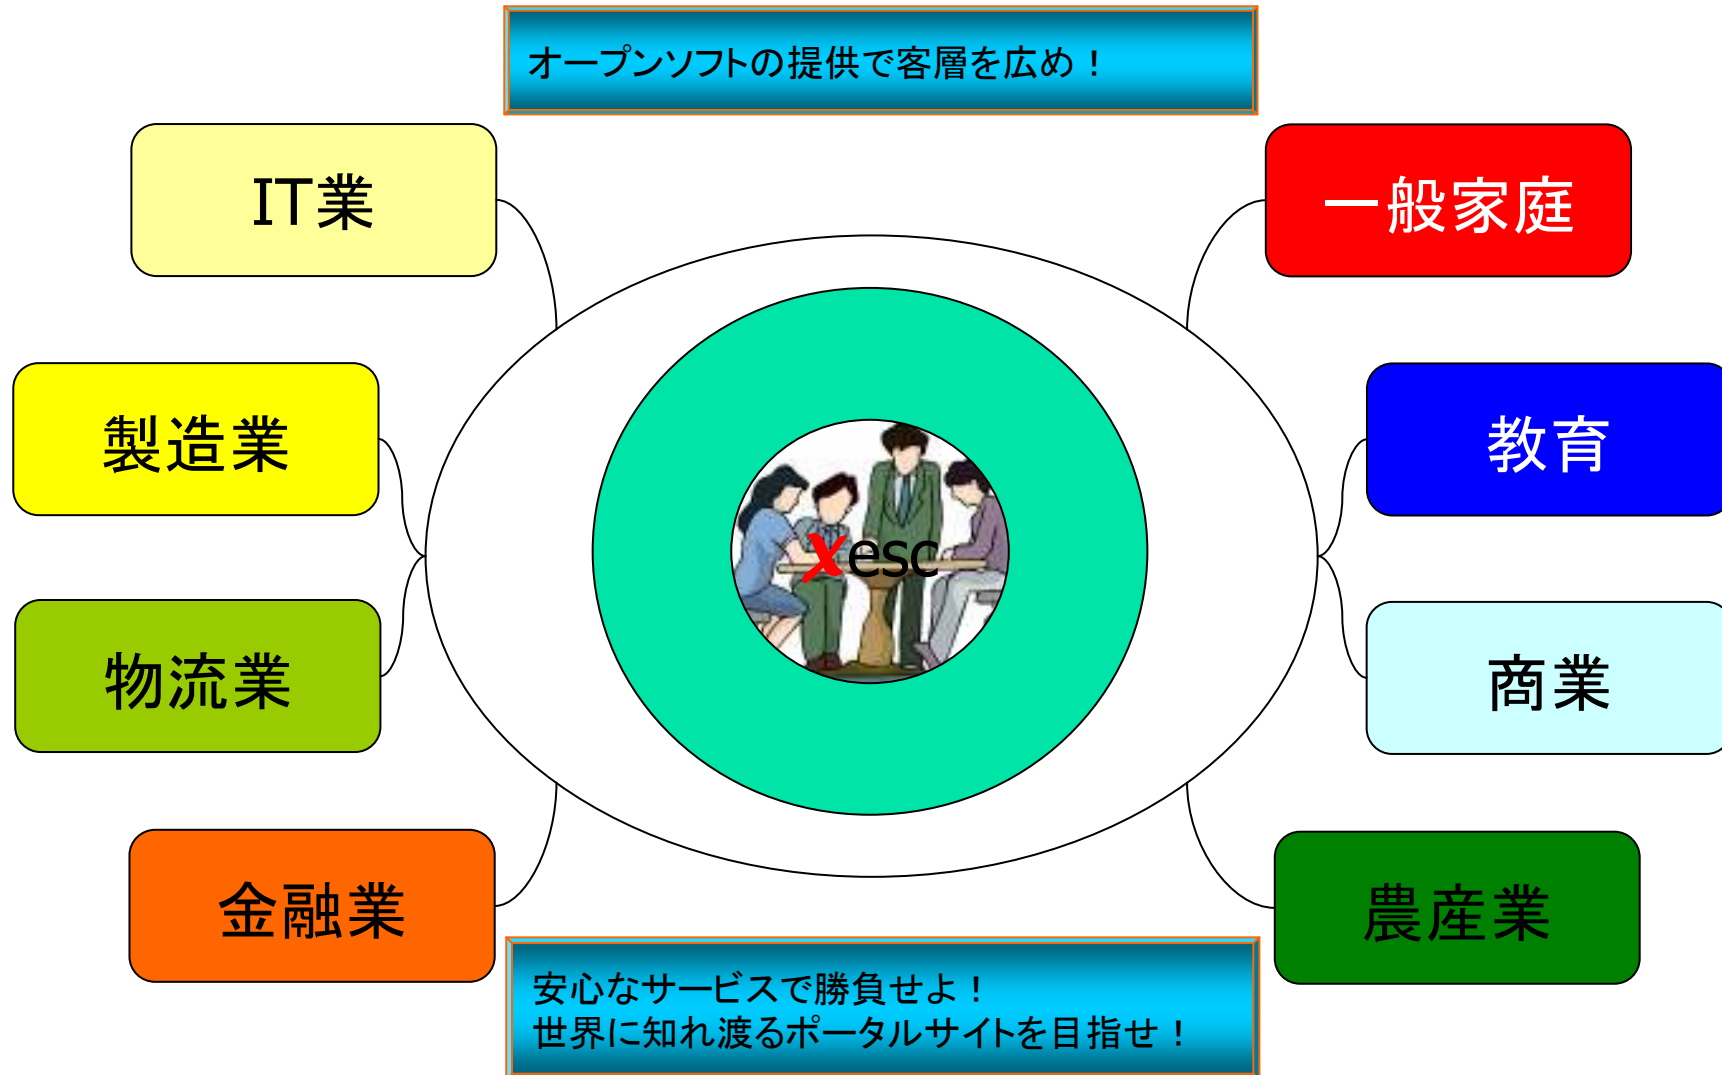 オープンソフトの提供で客層を広め！
IT業
一般家庭
製造業
教育
xesc
物流業
商業
金融業
農産業
安心なサービスで勝負せよ！
世界に知れ渡るポータルサイトを目指せ！